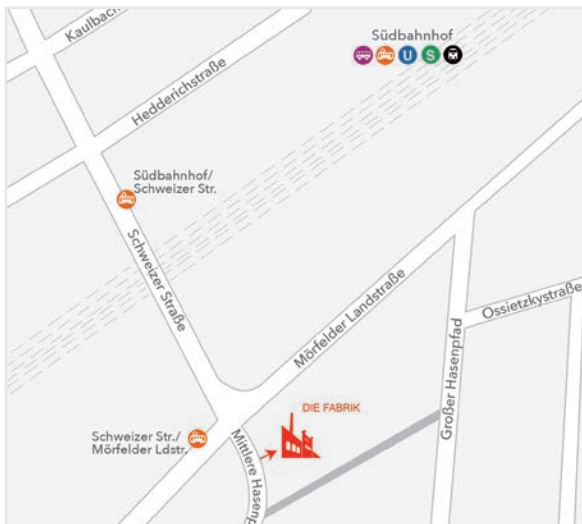 Kaulbach
Südbahnhof
U S
Hedderichstraße
Südbahnhof/
Schweizer Str.
Schweizer Straße
Mörfelder Landstraße
Ossietzkystraße
Großer Hasenpfad
DIE FABRIK
Schweizer Str./
Mörfelder Ldstr.
Mittlere Hasenp